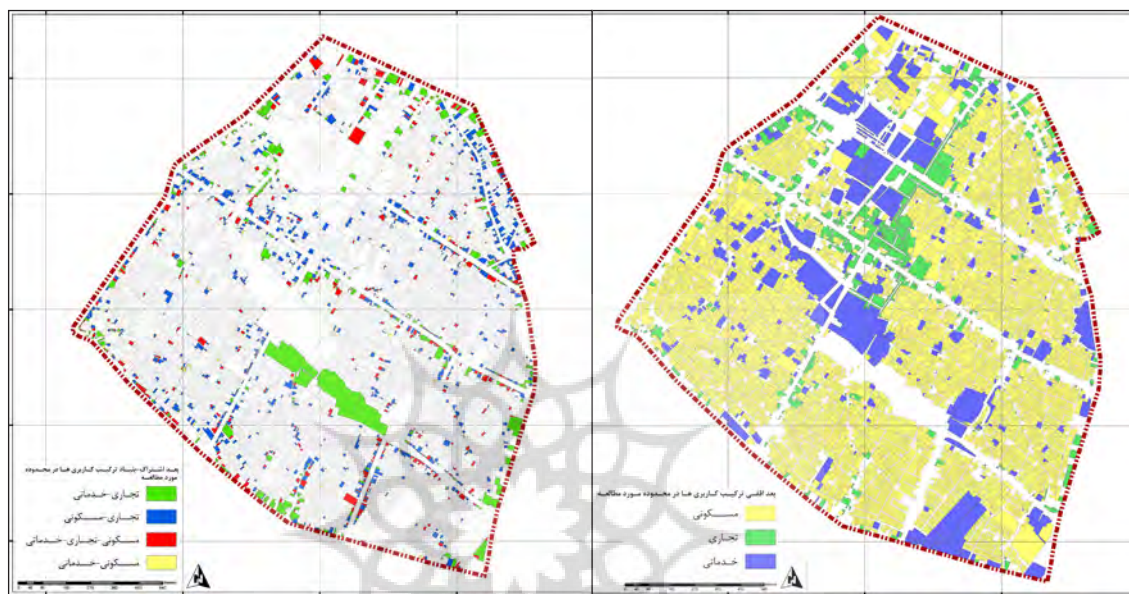 بعد اشتراک-بنیاد ترکیب کاربری ها در محدوده
مورد مطالعه
تجاری-خدماتی
تجاری-مسکونی
مسکونی-تجاری-خدماتی
مسکونی-خدماتی
بعد افقی ترکیب کاربری ها در محدوده مورد مطالعه
مسکونی
تجاری
خدماتی